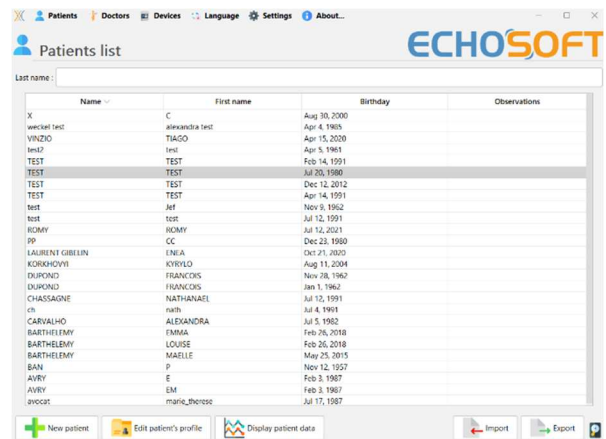 Patients Doctors Devices Language Settings About...
Patients list
ECHOSOFT
Last name :
Name First name Birthday Observations
X C Aug 30, 2000
weckel test alexandra test Apr 4, 1985
VINZIO TIAGO Apr 15, 2020
test2 test Apr 5, 1961
TEST TEST Feb 14, 1991
TEST TEST Jul 20, 1980
TEST TEST Dec 12, 2012
TEST TEST Apr 14, 1991
test Jef Nov 9, 1962
test test Jul 12, 1991
ROMY ROMY Jul 12, 2021
PP CC Dec 23, 1980
LAURENT GIBELIN ENEA Oct 21, 2020
KORKHOVYI KYRYLO Aug 11, 2004
DUPOND FRANCOIS Nov 28, 1962
DUPOND FRANCOIS Jan 1, 1962
CHASSAGNE NATHANAEL Jul 12, 1991
ch nath Jul 4, 1991
CARVALHO ALEXANDRA Jul 5, 1982
BARTHELEMY EMMA Feb 26, 2018
BARTHELEMY LOUISE Feb 26, 2018
BARTHELEMY MAELLE May 25, 2015
BAN P Nov 12, 1957
AVRY E Feb 3, 1987
AVRY EM Feb 3, 1987
avocat marie_therese Jul 17, 1987
New patient Edit patient's profile Display patient data Import Export